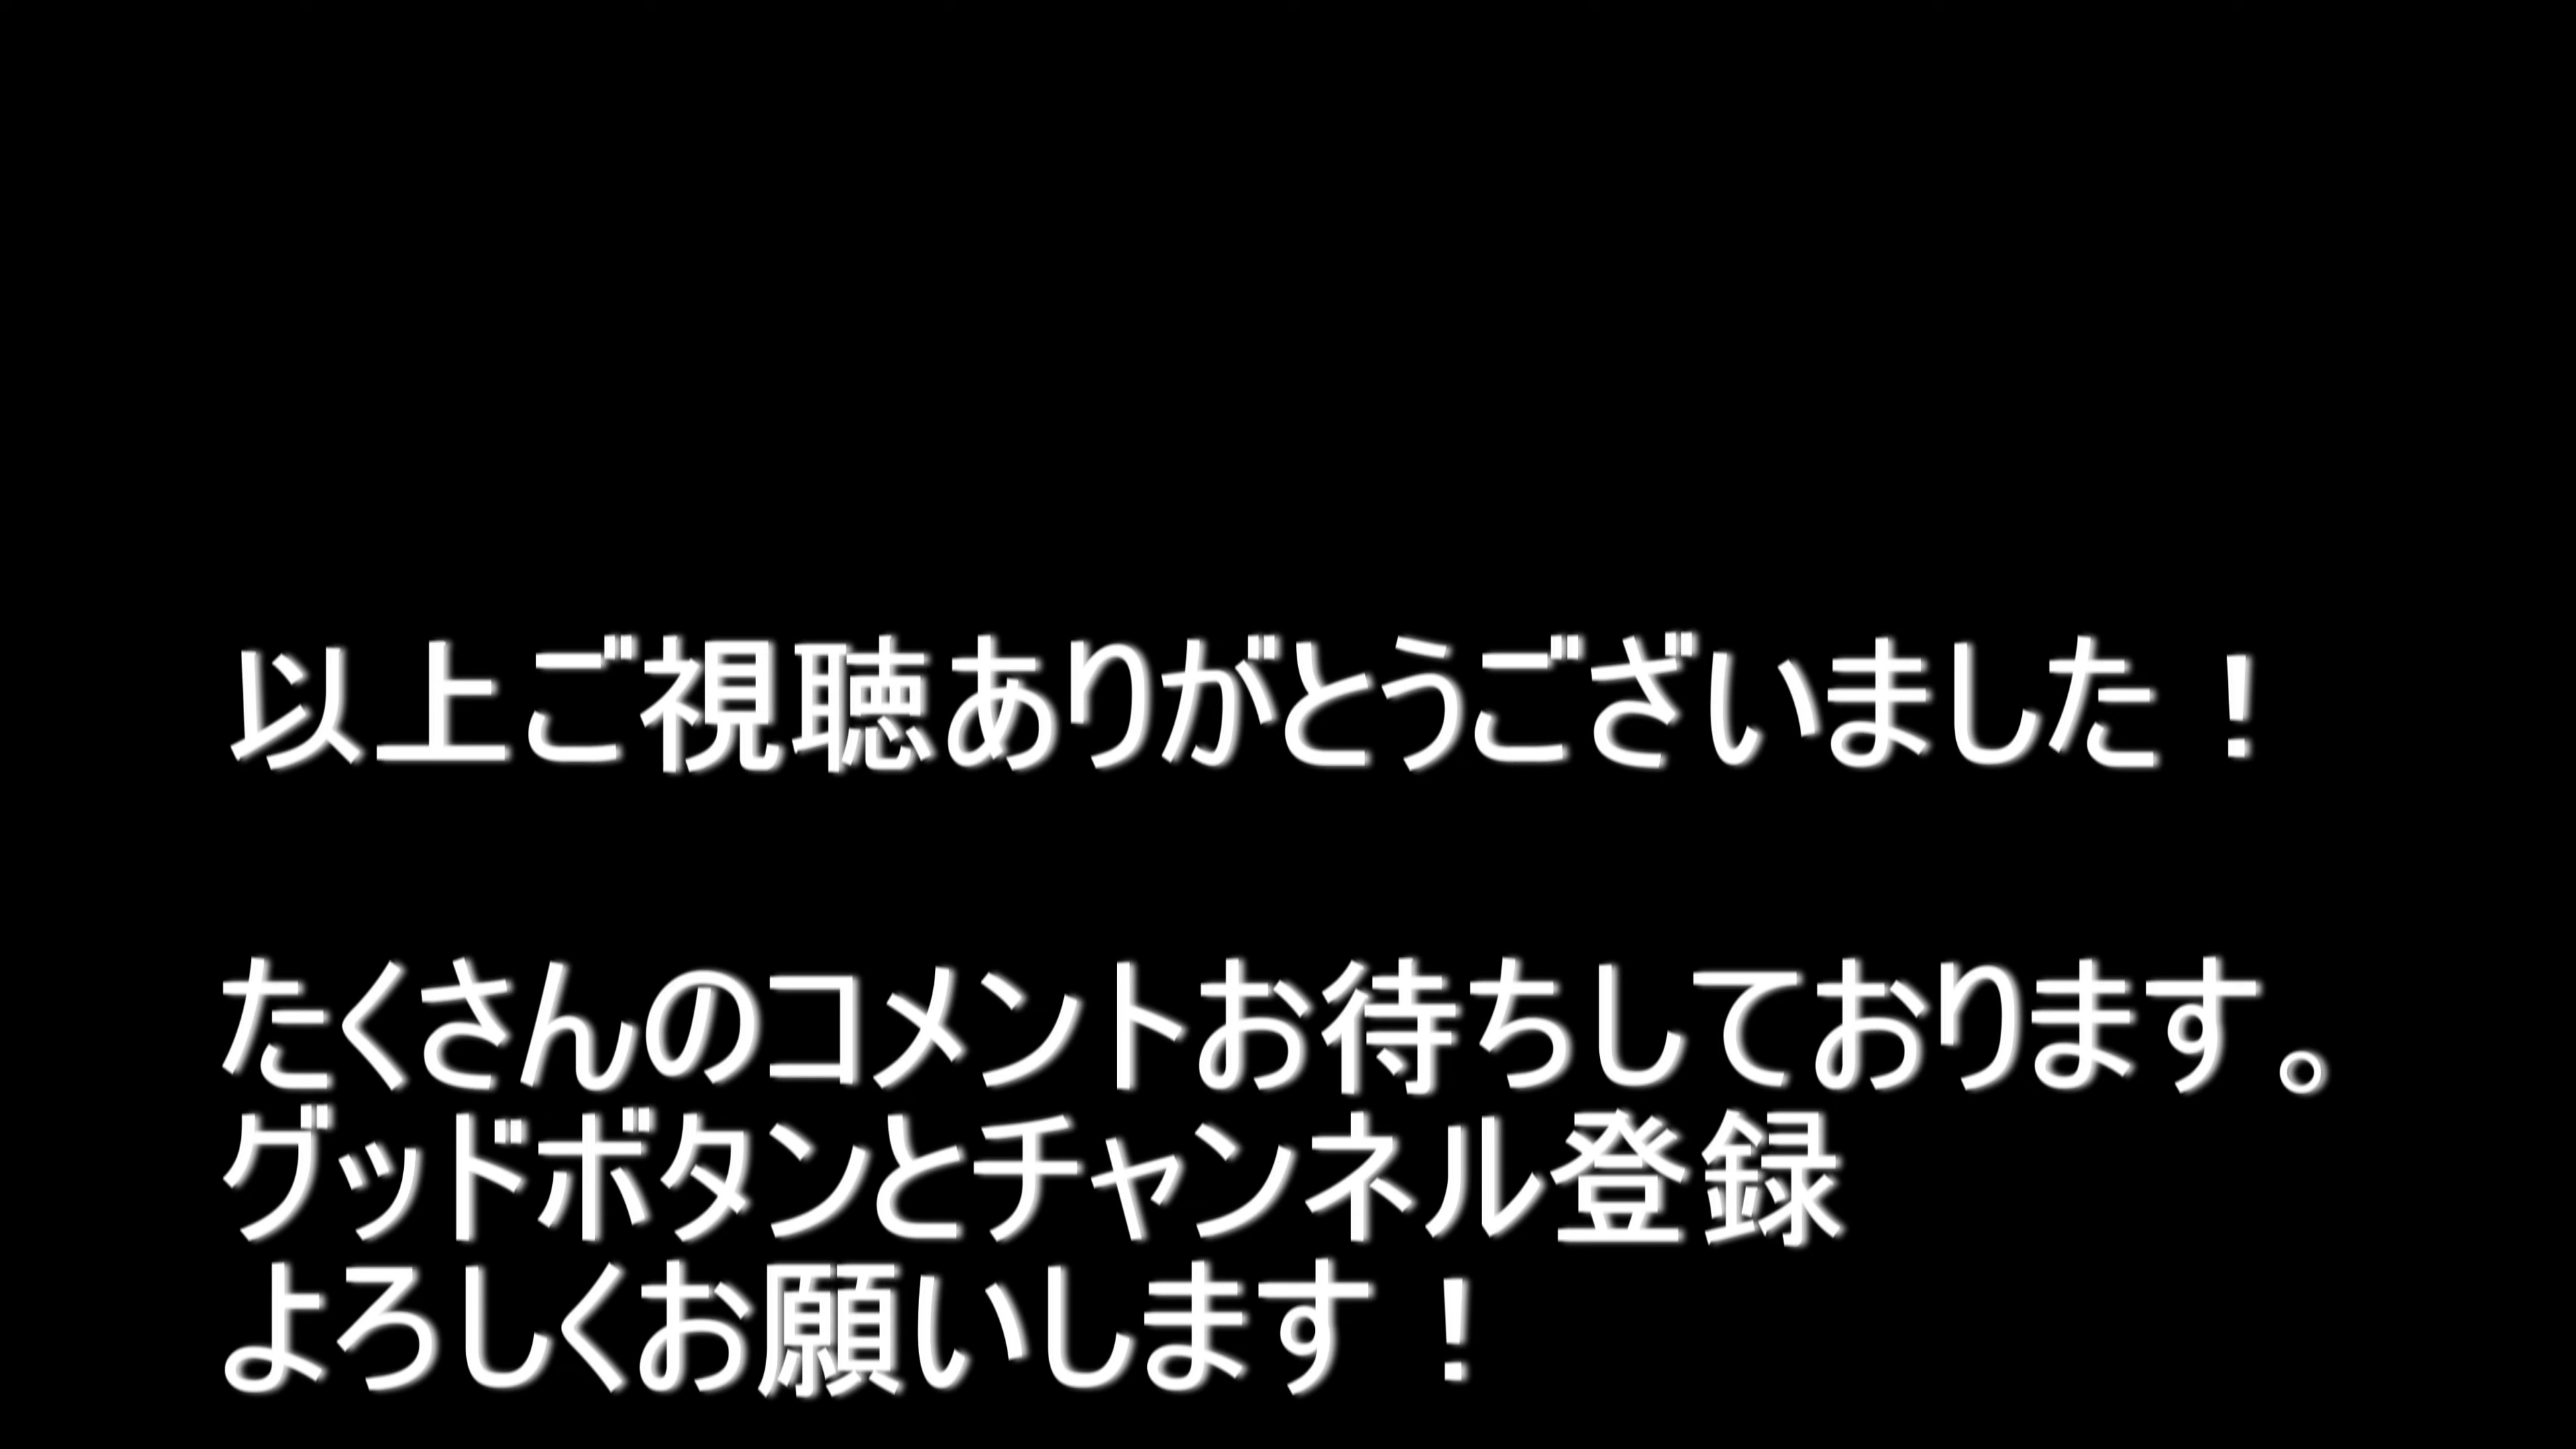 以上ご視聴ありがとうございました！
たくさんのコメントお待ちしております。
グッドボタンとチャンネル登録
よろしくお願いします！